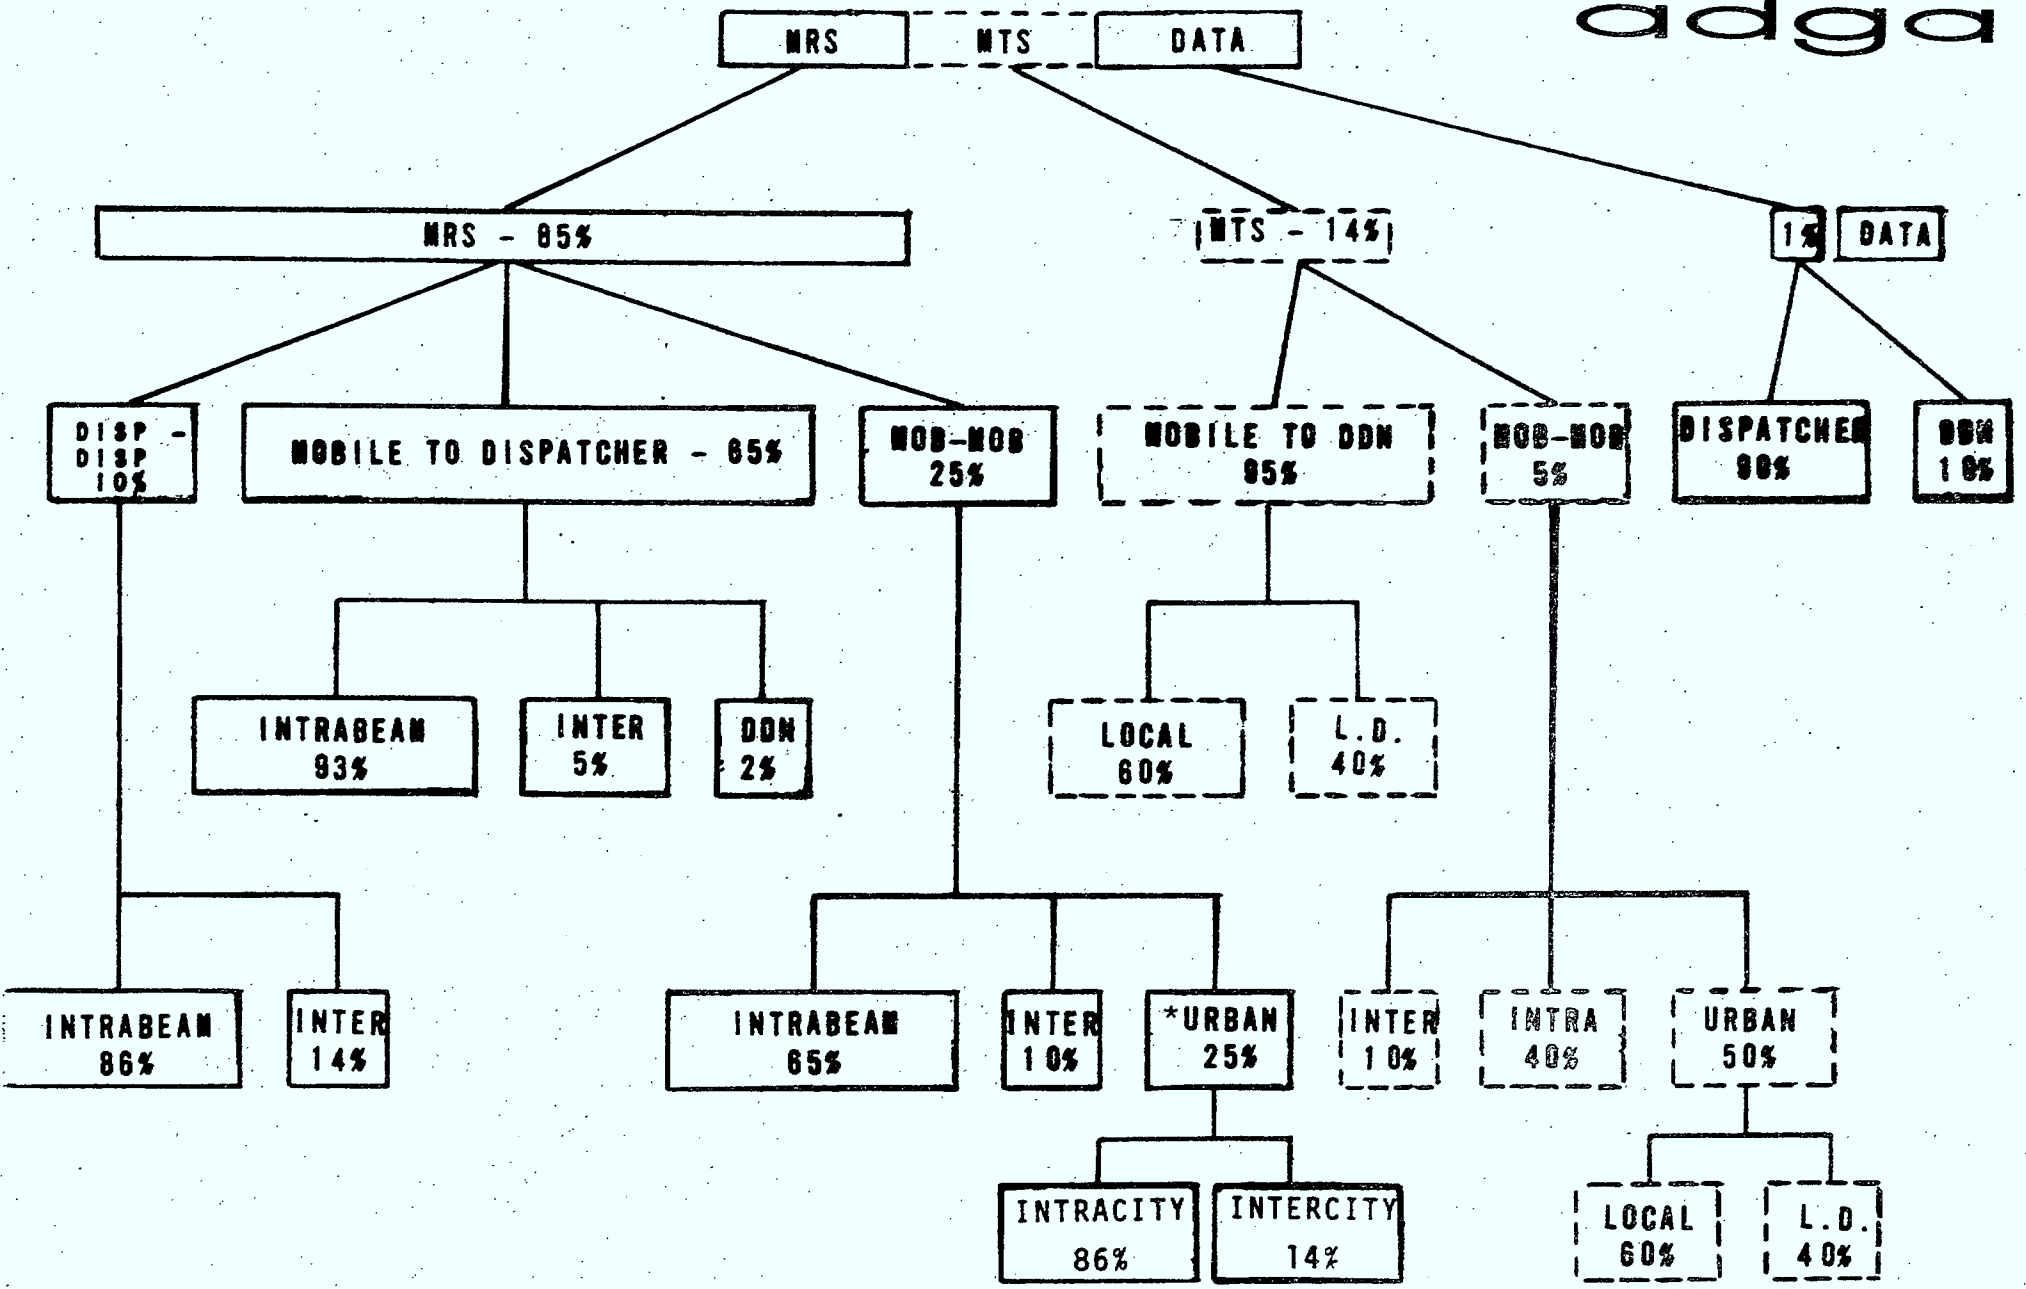 adga
MRS MTS DATA
MRS - 85% MTS - 14% 1% DATA
DISP -
DISP
10%
MOBILE TO DISPATCHER - 65%
MOB-MOB
25%
MOBILE TO DDN
95%
MOB-MOB
5%
DISPATCHER
90%
DDN
10%
INTRABEAM
93%
INTER
5%
DDN
2%
LOCAL
60%
L.D.
40%
INTRABEAM
86%
INTER
14%
INTRABEAM
65%
INTER
10%
*URBAN
25%
INTER
10%
INTRA
40%
URBAN
50%
INTRACITY
86%
INTERCITY
14%
LOCAL
60%
L.D.
40%